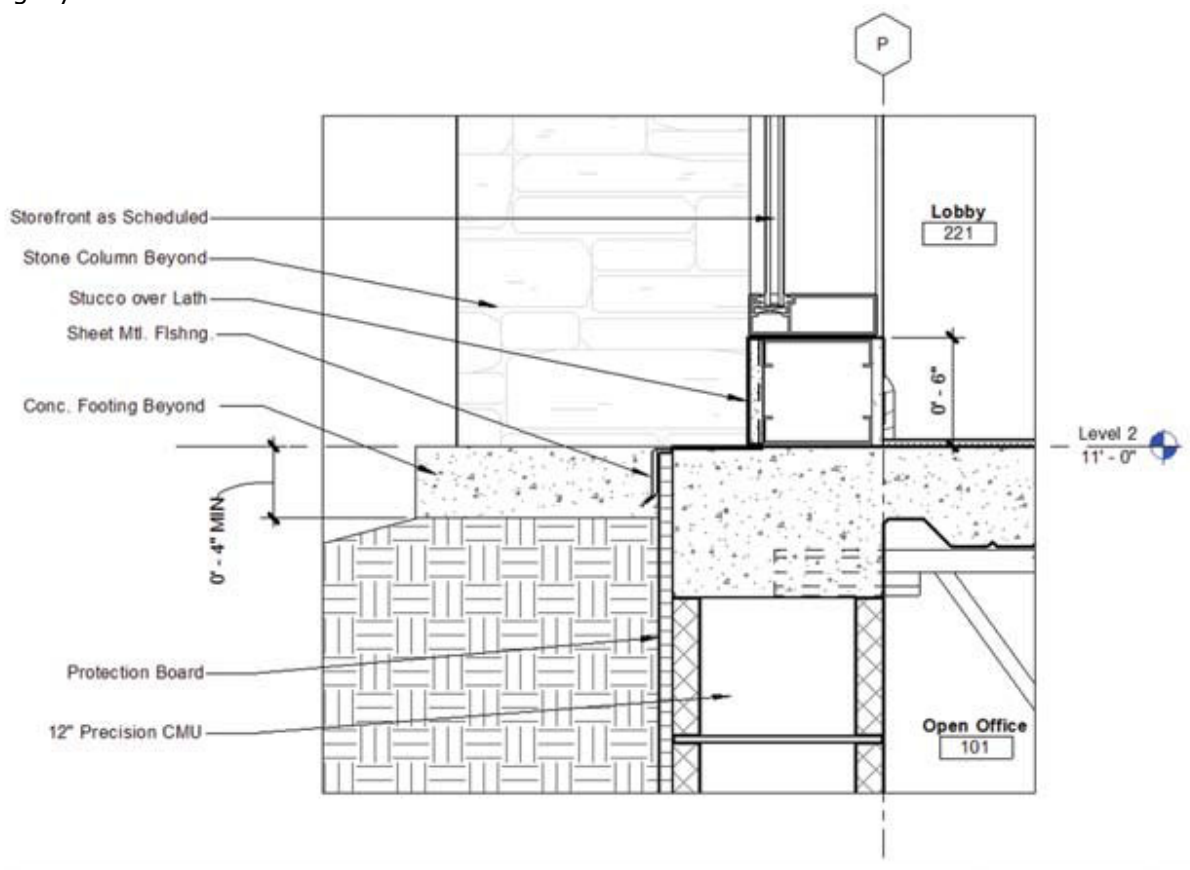 P
Storefront as Scheduled
Stone Column Beyond
Stucco over Lath
Sheet Mtl. Flshng.
Conc. Footing Beyond
Protection Board
12" Precision CMU
0' - 4" MIN
Lobby
221
0' - 6"
Level 2
11' - 0"
Open Office
101